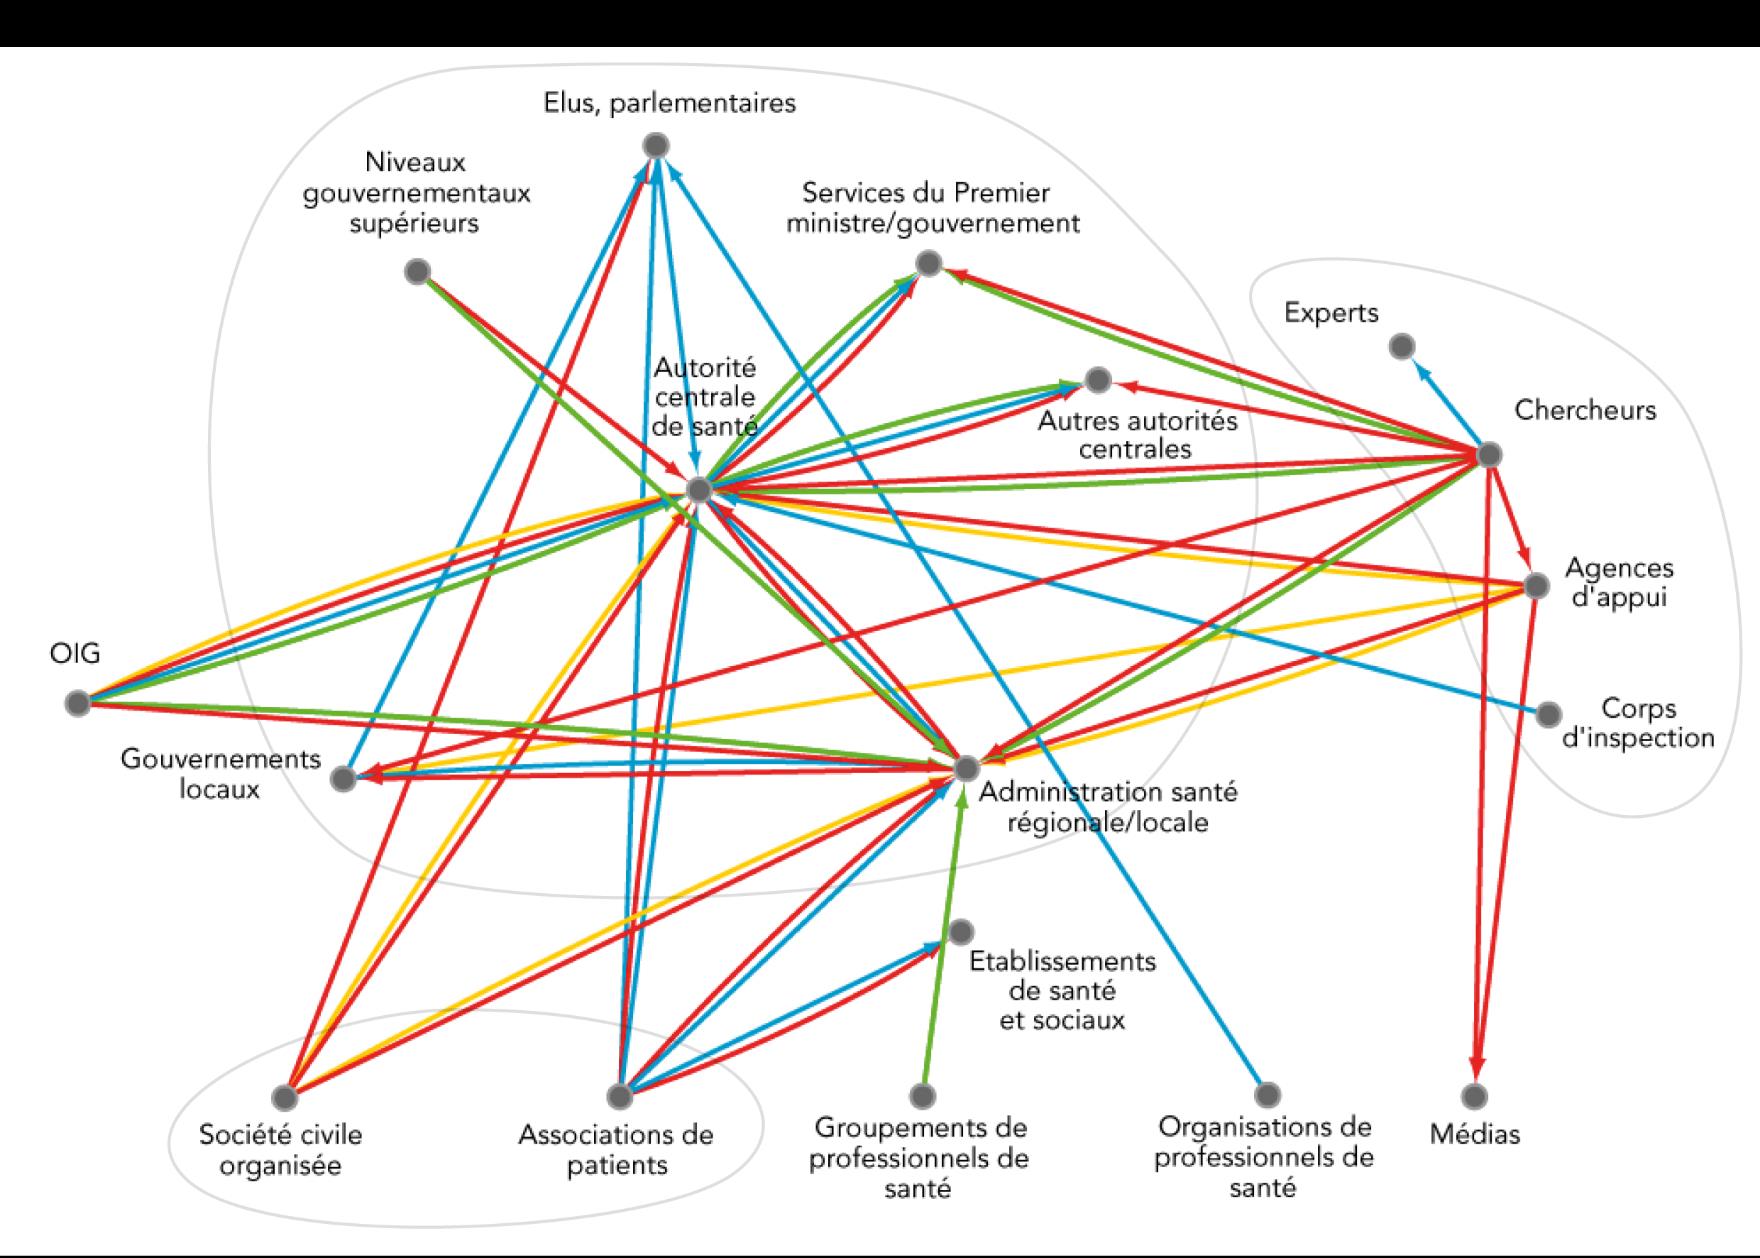 Elus, parlementaires
Niveaux
gouvernementaux
supérieurs
Services du Premier
ministre/gouvernement
Experts
Autorité
centrale
de santé
Autres autorités
centrales
Chercheurs
Agences
d'appui
OIG
Corps
d'inspection
Gouvernements
locaux
Administration santé
régionale/locale
Etablissements
de santé
et sociaux
Société civile
organisée
Associations de
patients
Groupements de
professionnels de
santé
Organisations de
professionnels de
santé
Médias